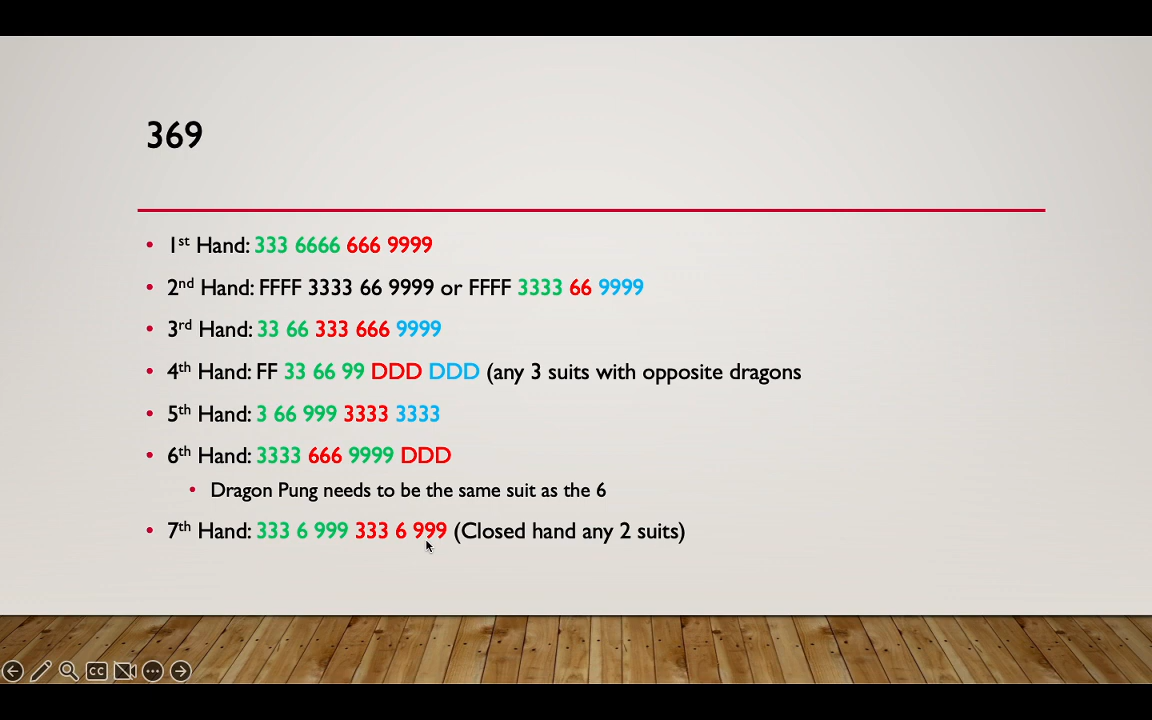 369
• 1st Hand: 333 6666 666 9999
• 2nd Hand: FFFF 3333 66 9999 or FFFF 3333 66 9999
• 3rd Hand: 33 66 333 666 9999
• 4th Hand: FF 33 66 99 DDD DDD (any 3 suits with opposite dragons
• 5th Hand: 3 66 999 3333 3333
• 6th Hand: 3333 666 9999 DDD
• Dragon Pung needs to be the same suit as the 6
• 7th Hand: 333 6 999 333 6 999 (Closed hand any 2 suits)
CC